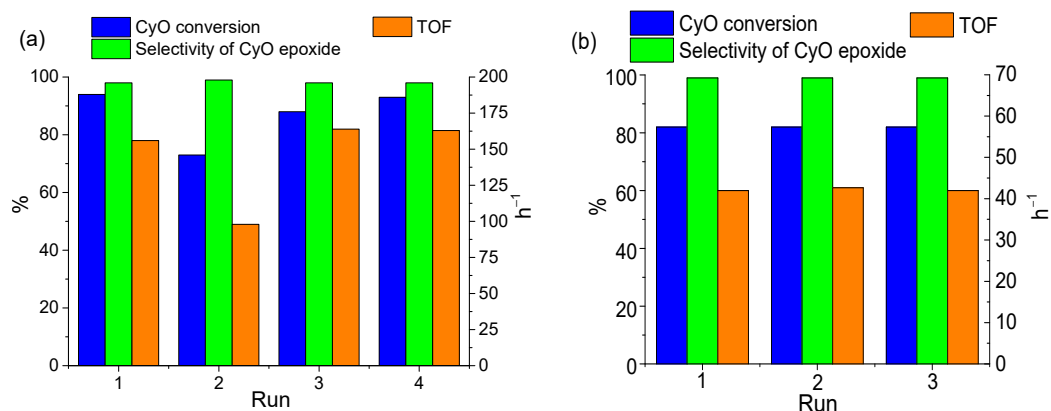 (a)
CyO conversion
TOF
Selectivity of CyO epoxide
100
80
60
40
20
0
%
200
175
150
125
100
75
50
25
0
h⁻¹
1 2 3 4
Run
(b)
CyO conversion
TOF
Selectivity of CyO epoxide
100
80
60
40
20
0
%
70
60
50
40
30
20
10
0
h⁻¹
1 2 3
Run